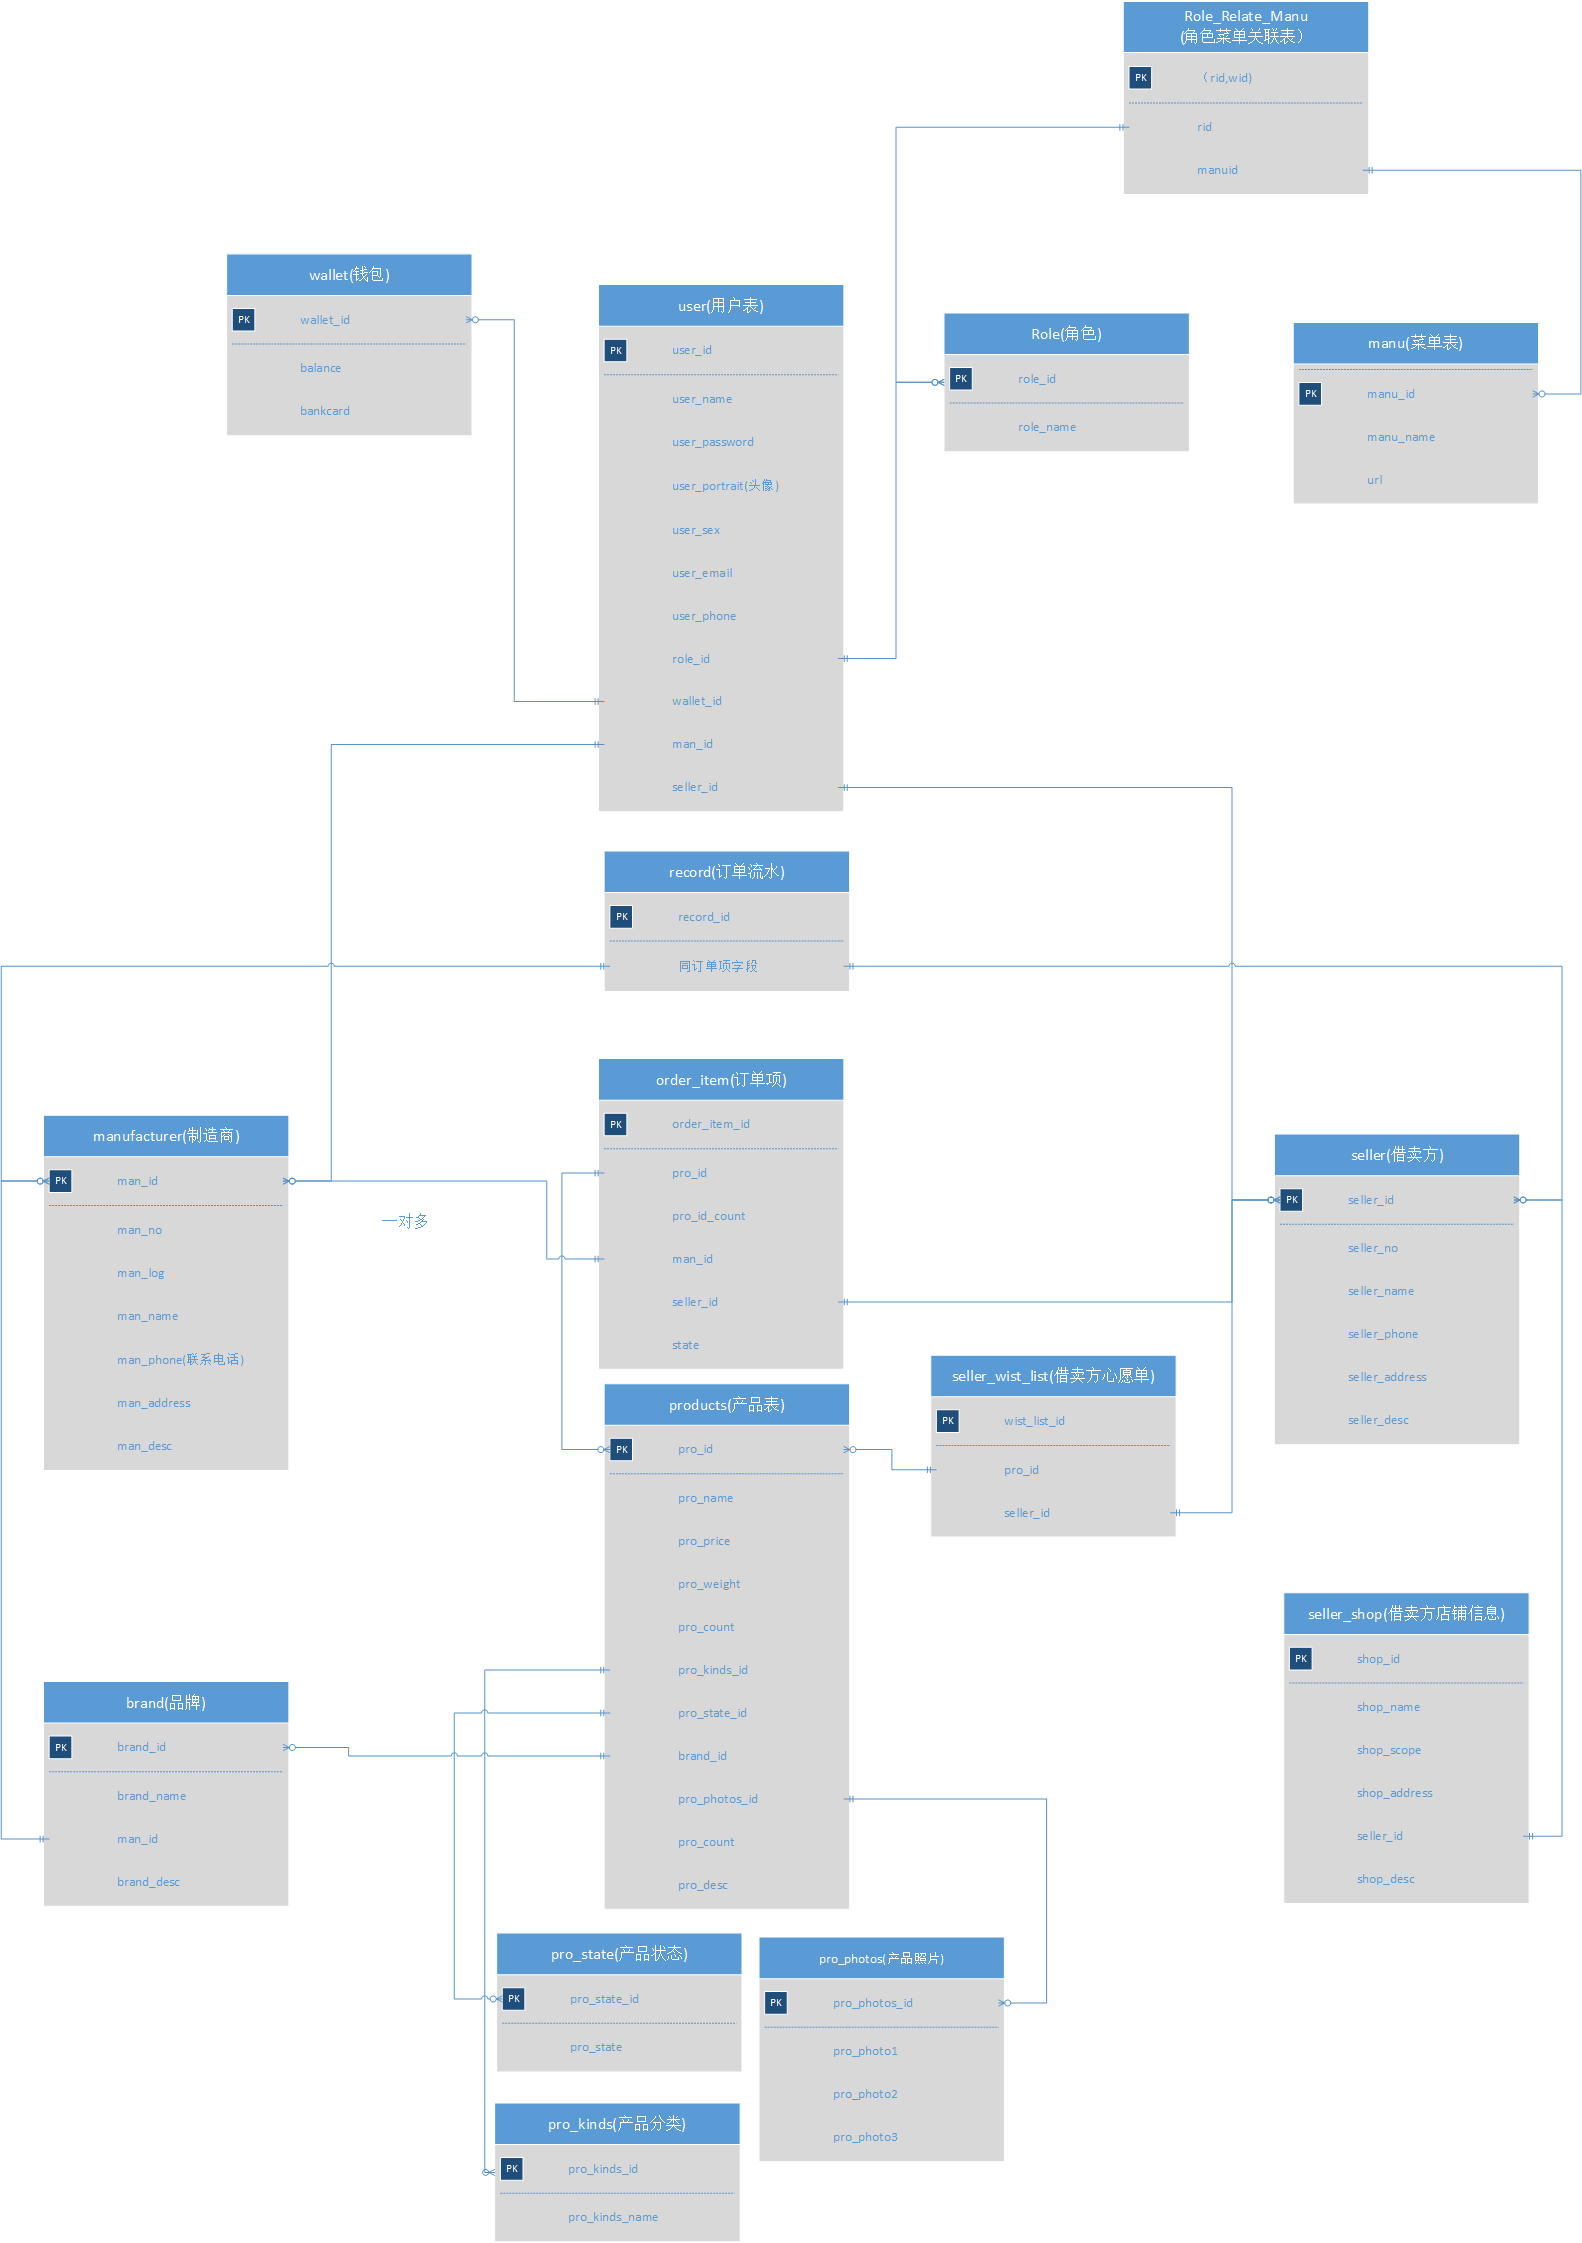 Role_Relate_Manu
(角色菜单关联表）
PK
（rid,wid)
rid
manuid
wallet(钱包)
PK
wallet_id
balance
bankcard
user(用户表)
PK
user_id
user_name
user_password
user_portrait(头像)
user_sex
user_email
user_phone
role_id
wallet_id
man_id
seller_id
Role(角色)
PK
role_id
role_name
manu(菜单表)
PK
manu_id
manu_name
url
record(订单流水)
PK
record_id
同订单项字段
order_item(订单项)
PK
order_item_id
pro_id
pro_id_count
man_id
seller_id
state
manufacturer(制造商)
PK
man_id
man_no
man_log
man_name
man_phone(联系电话)
man_address
man_desc
一对多
seller(借卖方)
PK
seller_id
seller_no
seller_name
seller_phone
seller_address
seller_desc
seller_wist_list(借卖方心愿单)
PK
wist_list_id
pro_id
seller_id
products(产品表)
PK
pro_id
pro_name
pro_price
pro_weight
pro_count
pro_kinds_id
pro_state_id
brand_id
pro_photos_id
pro_count
pro_desc
seller_shop(借卖方店铺信息)
PK
shop_id
shop_name
shop_scope
shop_address
seller_id
shop_desc
brand(品牌)
PK
brand_id
brand_name
man_id
brand_desc
pro_state(产品状态)
PK
pro_state_id
pro_state
pro_photos(产品照片)
PK
pro_photos_id
pro_photo1
pro_photo2
pro_photo3
pro_kinds(产品分类)
PK
pro_kinds_id
pro_kinds_name